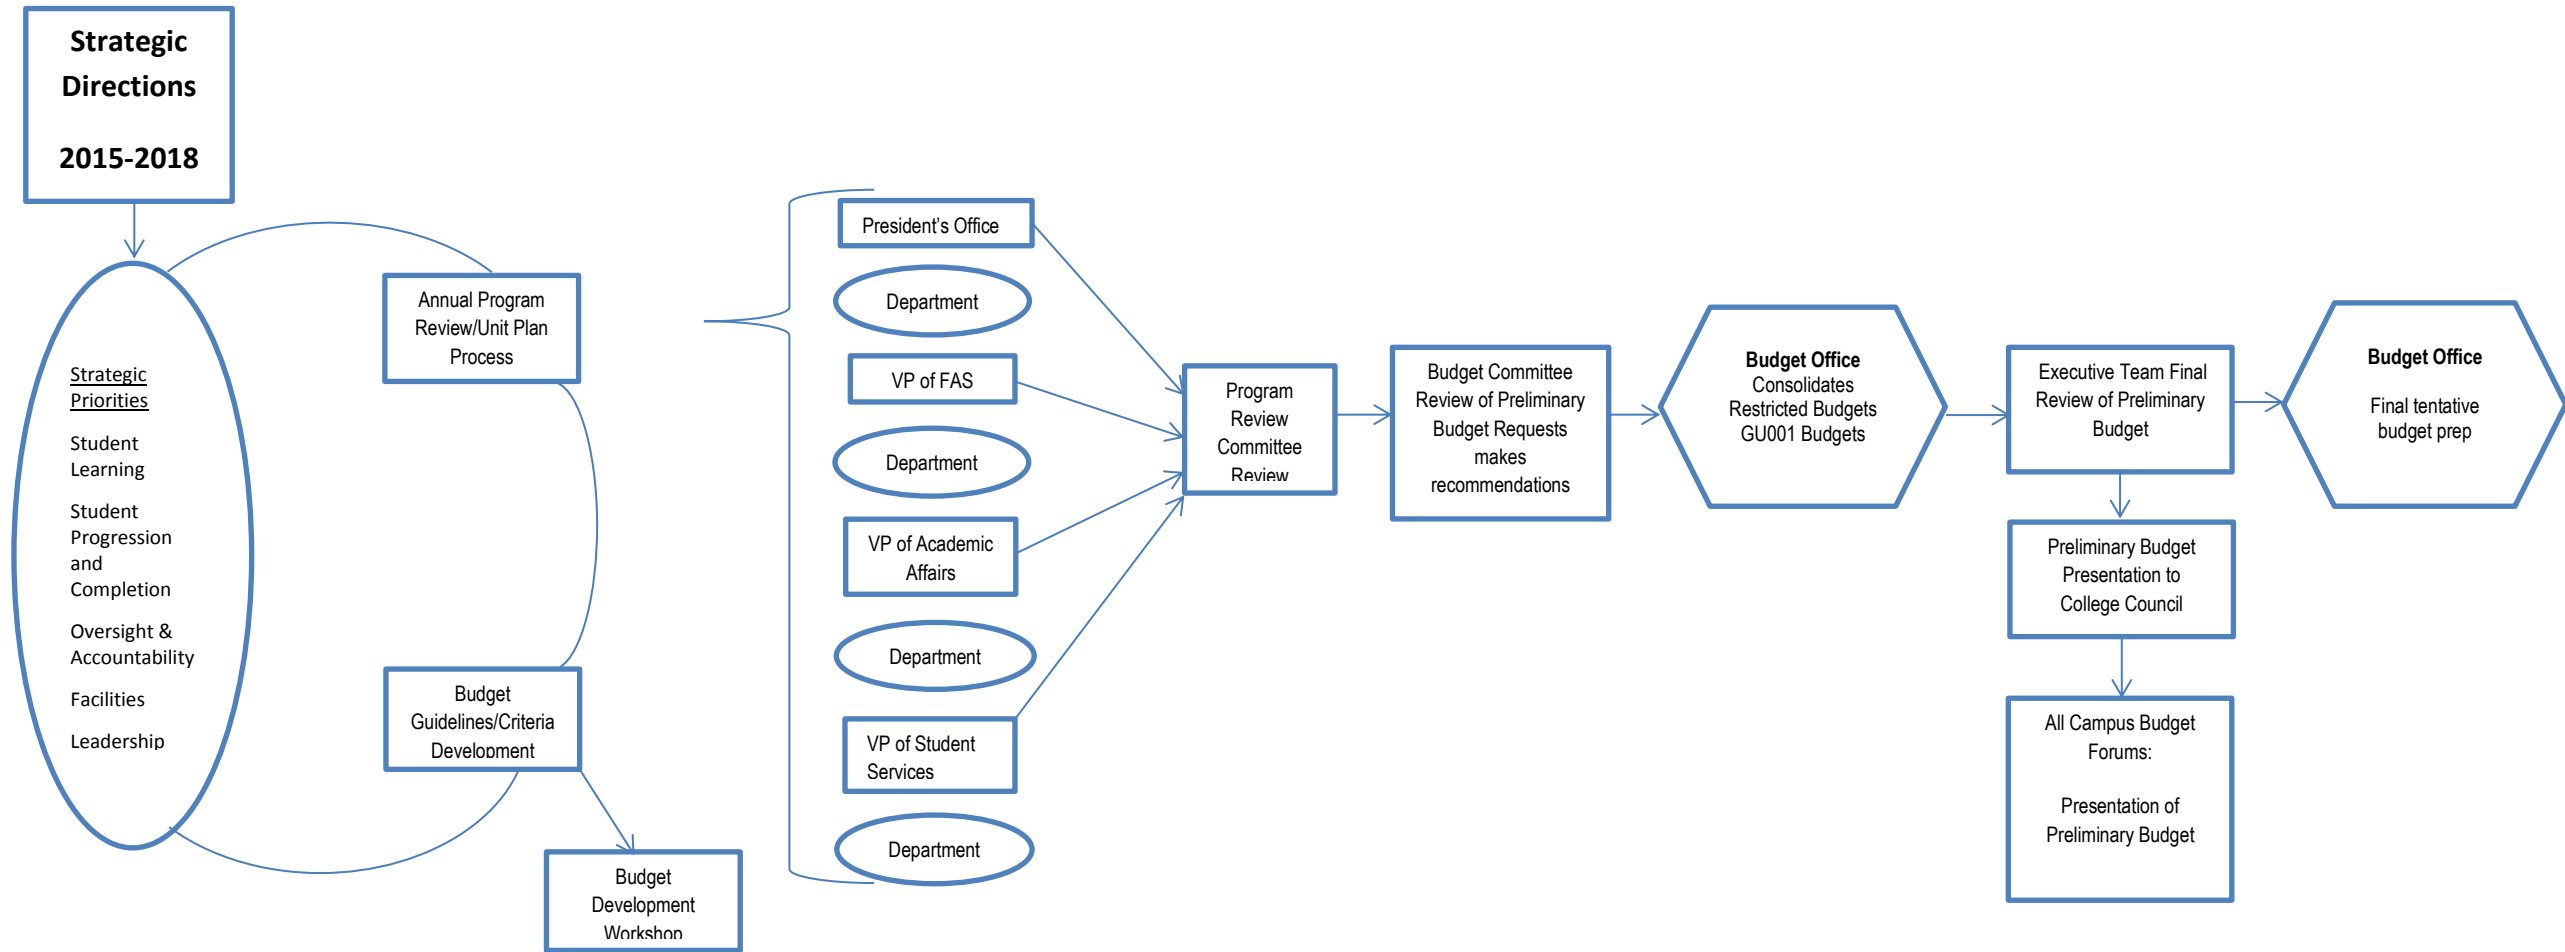 Strategic
Directions
2015-2018
Strategic
Priorities
Student
Learning
Student
Progression
and
Completion
Oversight &
Accountability
Facilities
Leadership
Annual Program
Review/Unit Plan
Process
Budget
Guidelines/Criteria
Development
Budget
Development
Workshop
President’s Office
Department
VP of FAS
Department
VP of Academic
Affairs
Department
VP of Student
Services
Department
Program
Review
Committee
Review
Budget Committee
Review of Preliminary
Budget Requests
makes
recommendations
Budget Office
Consolidates
Restricted Budgets
GU001 Budgets
Executive Team Final
Review of Preliminary
Budget
Preliminary Budget
Presentation to
College Council
All Campus Budget
Forums:
Presentation of
Preliminary Budget
Budget Office
Final tentative
budget prep